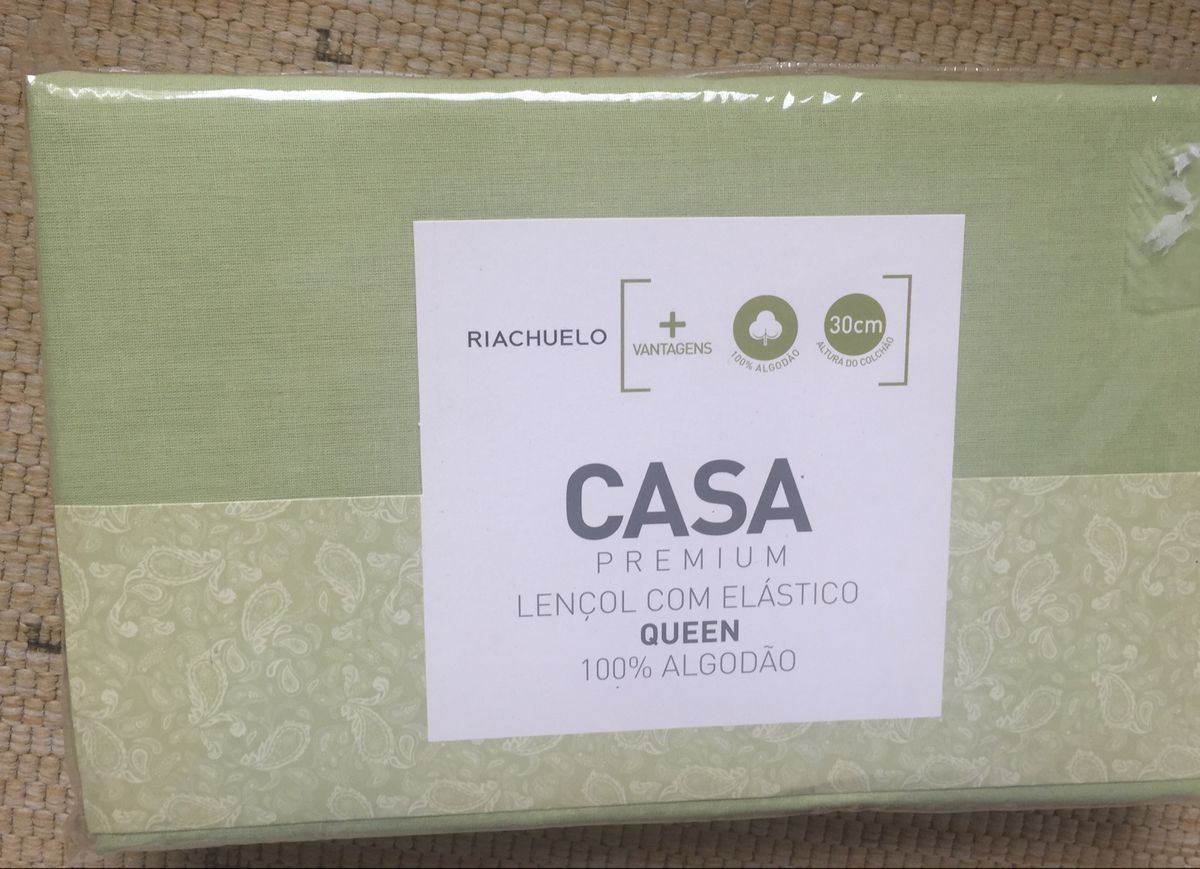 RIACHUELO
+
VANTAGENS
100% ALGODÃO
30cm
ALTURA DO COLCHÃO
CASA
PREMIUM
LENÇOL COM ELÁSTICO
QUEEN
100% ALGODÃO